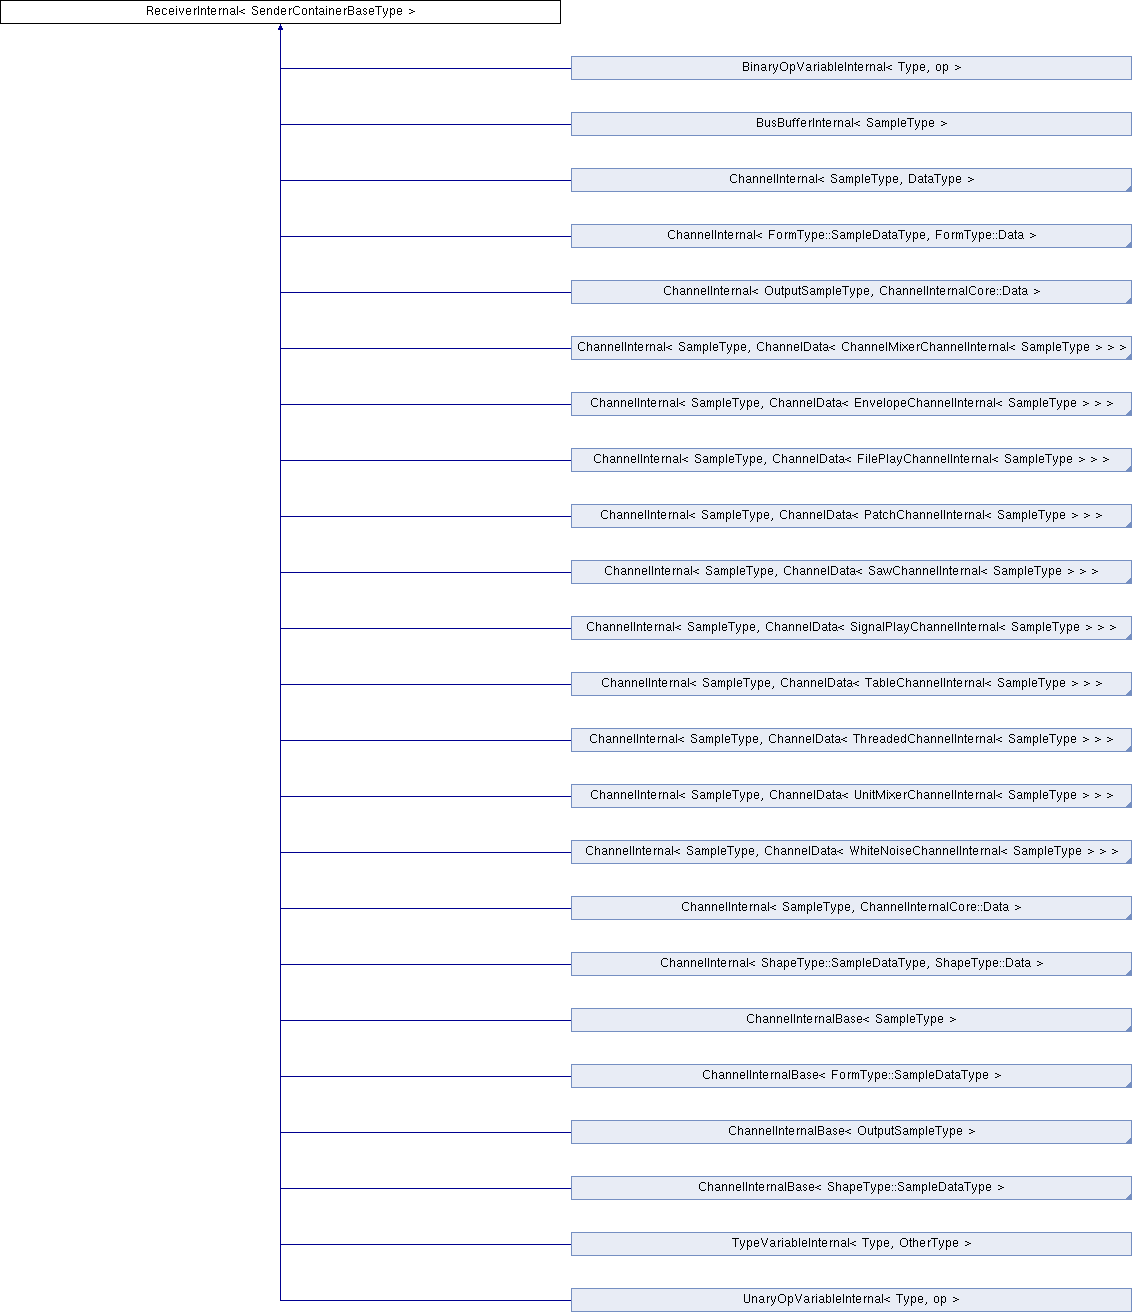 ReceiverInternal< SenderContainerBaseType >
BinaryOpVariableInternal< Type, op >
BusBufferInternal< SampleType >
ChannelInternal< SampleType, DataType >
ChannelInternal< FormType::SampleDataType, FormType::Data >
ChannelInternal< OutputSampleType, ChannelInternalCore::Data >
ChannelInternal< SampleType, ChannelData< ChannelMixerChannelInternal< SampleType > > >
ChannelInternal< SampleType, ChannelData< EnvelopeChannelInternal< SampleType > > >
ChannelInternal< SampleType, ChannelData< FilePlayChannelInternal< SampleType > > >
ChannelInternal< SampleType, ChannelData< PatchChannelInternal< SampleType > > >
ChannelInternal< SampleType, ChannelData< SawChannelInternal< SampleType > > >
ChannelInternal< SampleType, ChannelData< SignalPlayChannelInternal< SampleType > > >
ChannelInternal< SampleType, ChannelData< TableChannelInternal< SampleType > > >
ChannelInternal< SampleType, ChannelData< ThreadedChannelInternal< SampleType > > >
ChannelInternal< SampleType, ChannelData< UnitMixerChannelInternal< SampleType > > >
ChannelInternal< SampleType, ChannelData< WhiteNoiseChannelInternal< SampleType > > >
ChannelInternal< SampleType, ChannelInternalCore::Data >
ChannelInternal< ShapeType::SampleDataType, ShapeType::Data >
ChannelInternalBase< SampleType >
ChannelInternalBase< FormType::SampleDataType >
ChannelInternalBase< OutputSampleType >
ChannelInternalBase< ShapeType::SampleDataType >
TypeVariableInternal< Type, OtherType >
UnaryOpVariableInternal< Type, op >